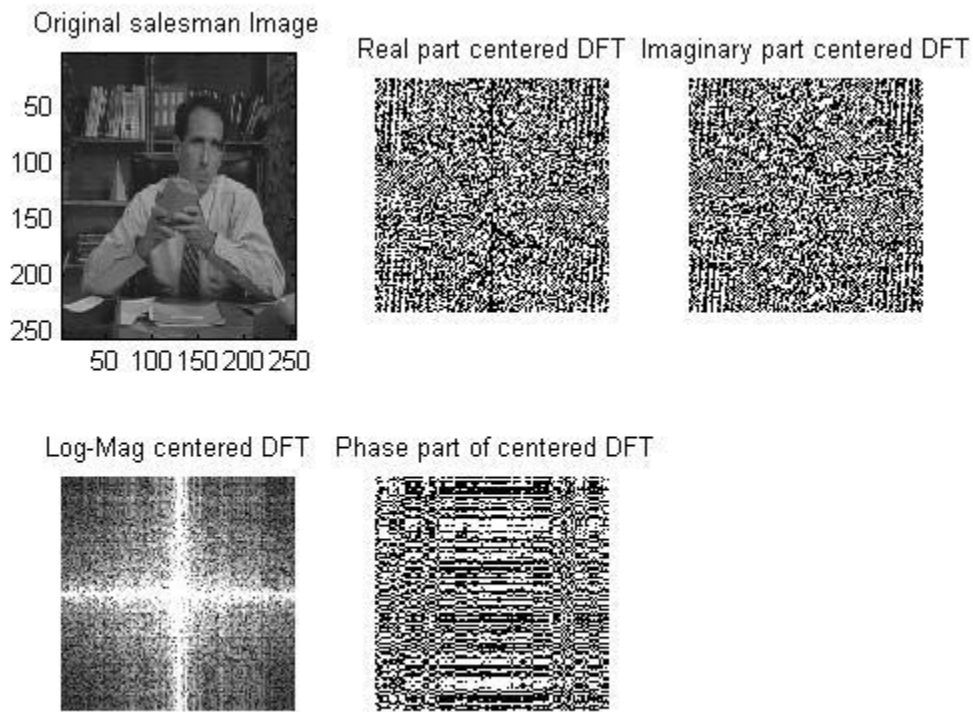 Original salesman Image
Real part centered DFT
Imaginary part centered DFT
50
100
150
200
250
50 100 150 200 250
Log-Mag centered DFT
Phase part of centered DFT